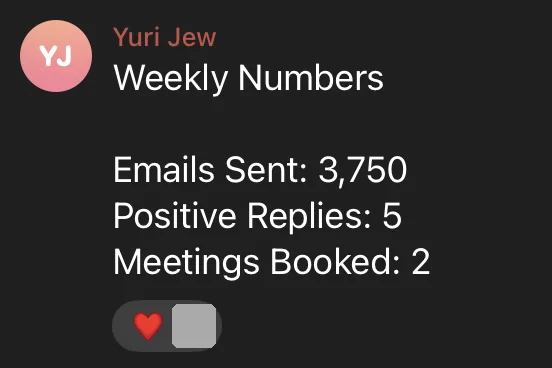 YJ
Yuri Jew
Weekly Numbers
Emails Sent: 3,750
Positive Replies: 5
Meetings Booked: 2